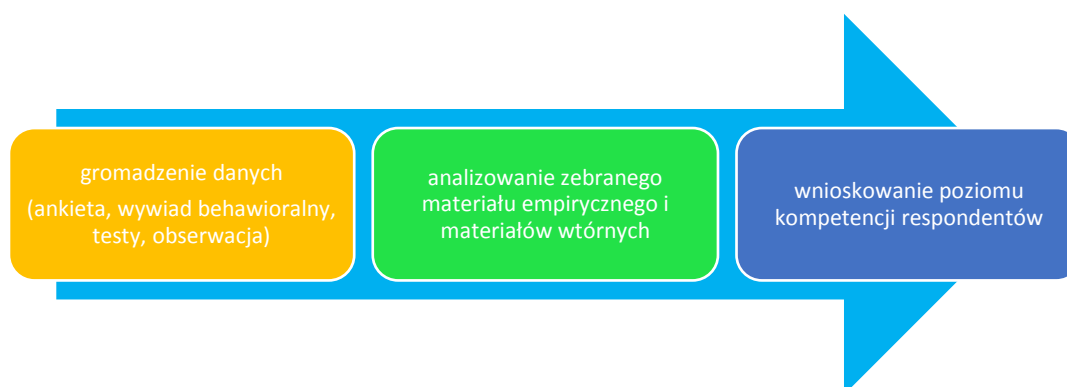 gromadzenie danych
(ankieta, wywiad behawioralny,
testy, obserwacja)
analizowanie zebranego
materiału empirycznego i
materiałów wtórnych
wnioskowanie poziomu
kompetencji respondentów